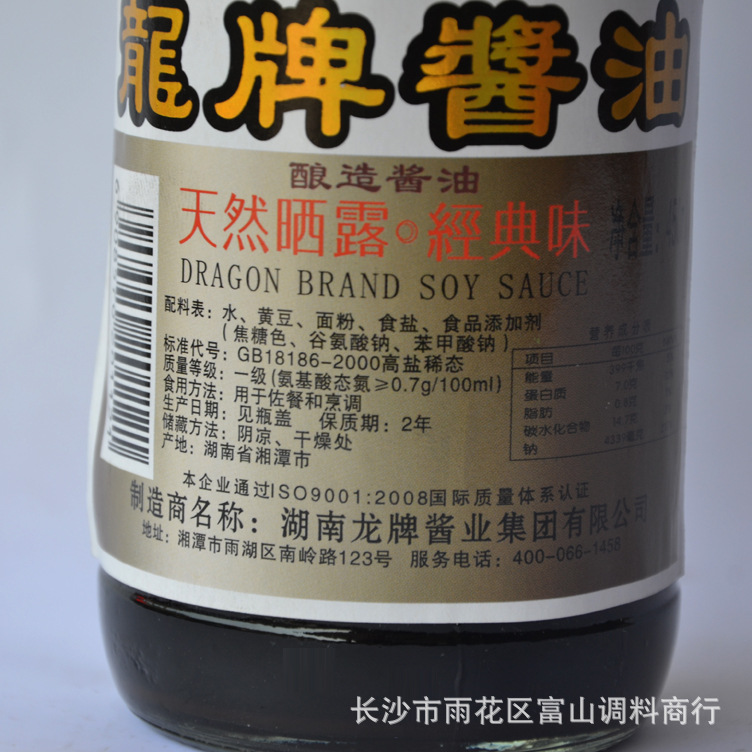 龍牌醬油
酿造酱油
天然晒露。經典味
DRAGON BRAND SOY SAUCE
配料表：水、黄豆、面粉、食盐、食品添加剂
（焦糖色、谷氨酸钠、苯甲酸钠）
标准代号：GB18186-2000高盐稀态
质量等级：一级（氨基酸态氮≥0.7g/100ml）
食用方法：用于佐餐和烹调
生产日期：见瓶盖 保质期：2年
储藏方法：阴凉、干燥处
产地：湖南省湘潭市
营养成分表
项目
能量
蛋白质
脂肪
碳水化合物
钠
本企业通过ISO9001:2008国际质量体系认证
制造商名称：湖南龙牌酱业集团有限公司
地址：湘潭市雨湖区南岭路123号 服务电话：400-066-1458
长沙市雨花区富山调料商行